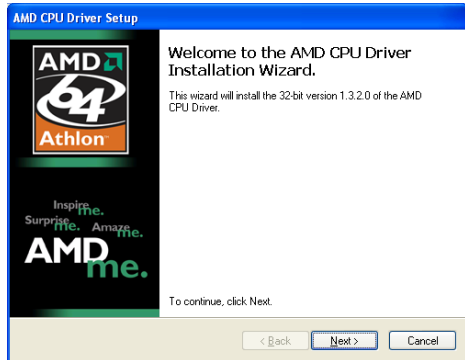 AMD CPU Driver Setup
AMD
64
Athlon
Inspire me.
Surprise me. Amaze me.
AMD me.
Welcome to the AMD CPU Driver
Installation Wizard.
This wizard will install the 32-bit version 1.3.2.0 of the AMD
CPU Driver.
To continue, click Next.
< Back
Next >
Cancel